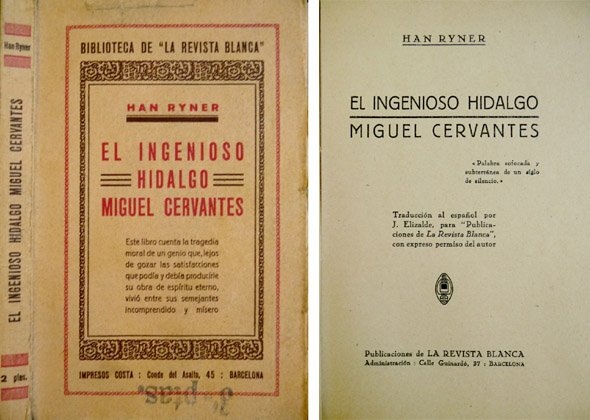 Han Ryner
EL INGENIOSO HIDALGO MIGUEL CERVANTES
2 ptas.
BIBLIOTECA DE "LA REVISTA BLANCA"
HAN RYNER
EL INGENIOSO
HIDALGO
MIGUEL CERVANTES
Este libro cuenta la tragedia
moral de un genio que, lejos
de gozar las satisfacciones
que podía y debía producirle
su obra de espíritu eterno,
vivió entre sus semejantes
incomprendido y mísero
IMPRESOS COSTA : Conde del Asalto, 45 : BARCELONA
3'- ptas.
HAN RYNER
EL INGENIOSO HIDALGO
MIGUEL CERVANTES
«Palabra sofocada y
subterránea de un siglo
de silencio.»
Traducción al español por
J. Elizalde, para "Publica-
ciones de La Revista Blanca",
con expreso permiso del autor
Publicaciones de LA REVISTA BLANCA
Administración : Calle Guinardó, 37 : BARCELONA